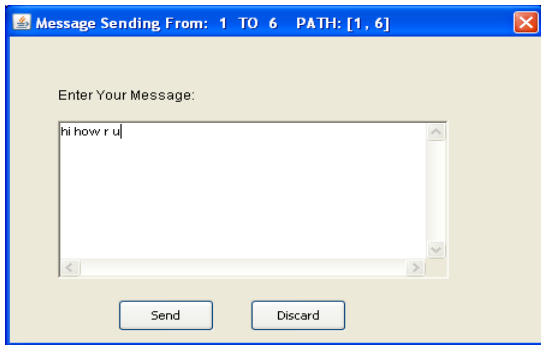 Message Sending From: 1 TO 6 PATH: [1, 6]
Enter Your Message:
hi how r u
Send Discard